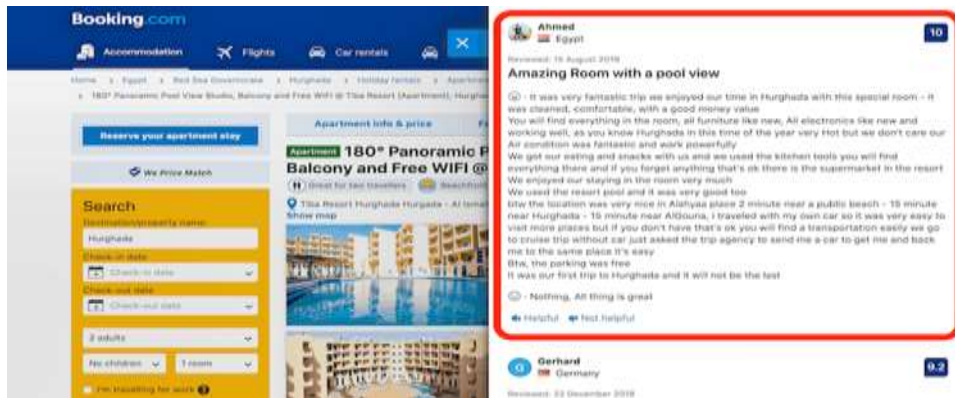 Booking.com
Accommodation
Flights
Car rentals
Home > Egypt > Red Sea Governorate > Hurghada > Holiday rentals > Apartment
> 180° Panoramic Pool View Studio, Balcony and Free WIFI @ Tiba Resort (Apartment), Hurghada
Reserve your apartment stay
We Price Match
Search
Destination/property name:
Hurghada
Check-in date
Check-in date
Check-out date
Check-out date
2 adults
No children
1 room
I'm travelling for work
Apartment info & price
Apartment 180° Panoramic P
Balcony and Free WIFI @
Great for two travellers
Beachfront
Tiba Resort Hurghada
Show map
Ahmed
Egypt
10
Reviewed: 15 August 2019
Amazing Room with a pool view
- It was very fantastic trip we enjoyed our time in Hurghada with this special room - it
was cleaned, comfortable, with a good money value
You will find everything in the room, all furniture like new, All electronics like new and
working well, as you know Hurghada in this time of the year very Hot but we don't care our
Air condition was fantastic and work powerfully
We got our eating and snacks with us and we used the kitchen tools you will find
everything there and if you forget anything that's ok there is the supermarket in the resort
We enjoyed our staying in the room very much
We used the resort pool and it was very good too
btw the location was very nice in Alahyaa place 2 minute near a public beach - 15 minute
near Hurghada - 15 minute near AlGouna, i traveled with my own car so it was very easy to
visit more places but if you don't have that's ok you will find a transportation easily we go
to cruise trip without car just asked the trip agency to send me a car to get me and back
me to the same place it's easy
Btw, the parking was free
It was our first trip to Hurghada and it will not be the last
- Nothing, All thing is great
Helpful
Not helpful
Gerhard
Germany
9.2
Reviewed: 22 December 2018